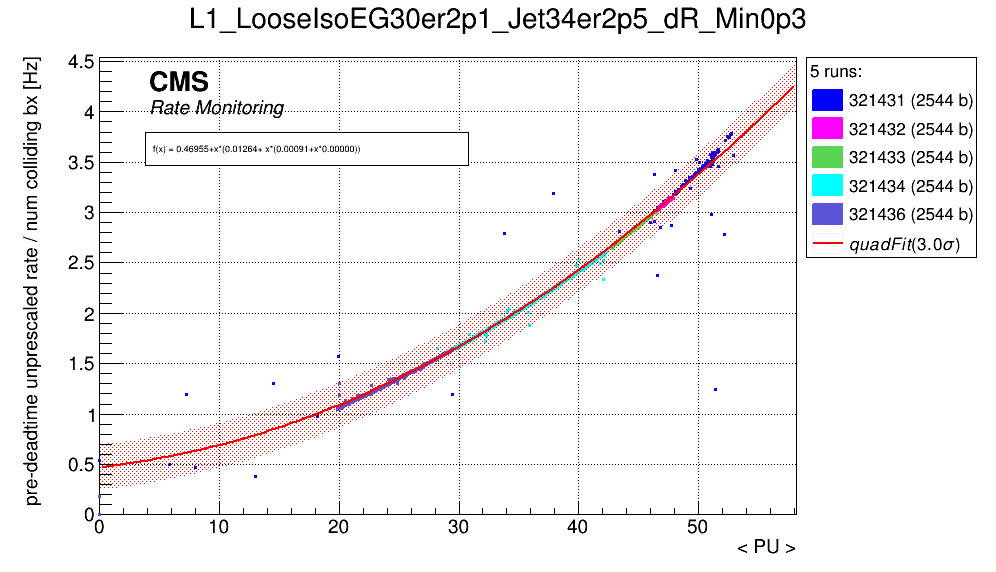 L1_LooseIsoEG30er2p1_Jet34er2p5_dR_Min0p3
pre-deadtime unprescaled rate / num colliding bx [Hz]
4.5
4
3.5
3
2.5
2
1.5
1
0.5
0
CMS
Rate Monitoring
f(x) = 0.46955+x*(0.01264+ x*(0.00091+x*0.00000))
0
10
20
30
40
50
< PU >
5 runs:
321431 (2544 b)
321432 (2544 b)
321433 (2544 b)
321434 (2544 b)
321436 (2544 b)
quadFit(3.0σ)